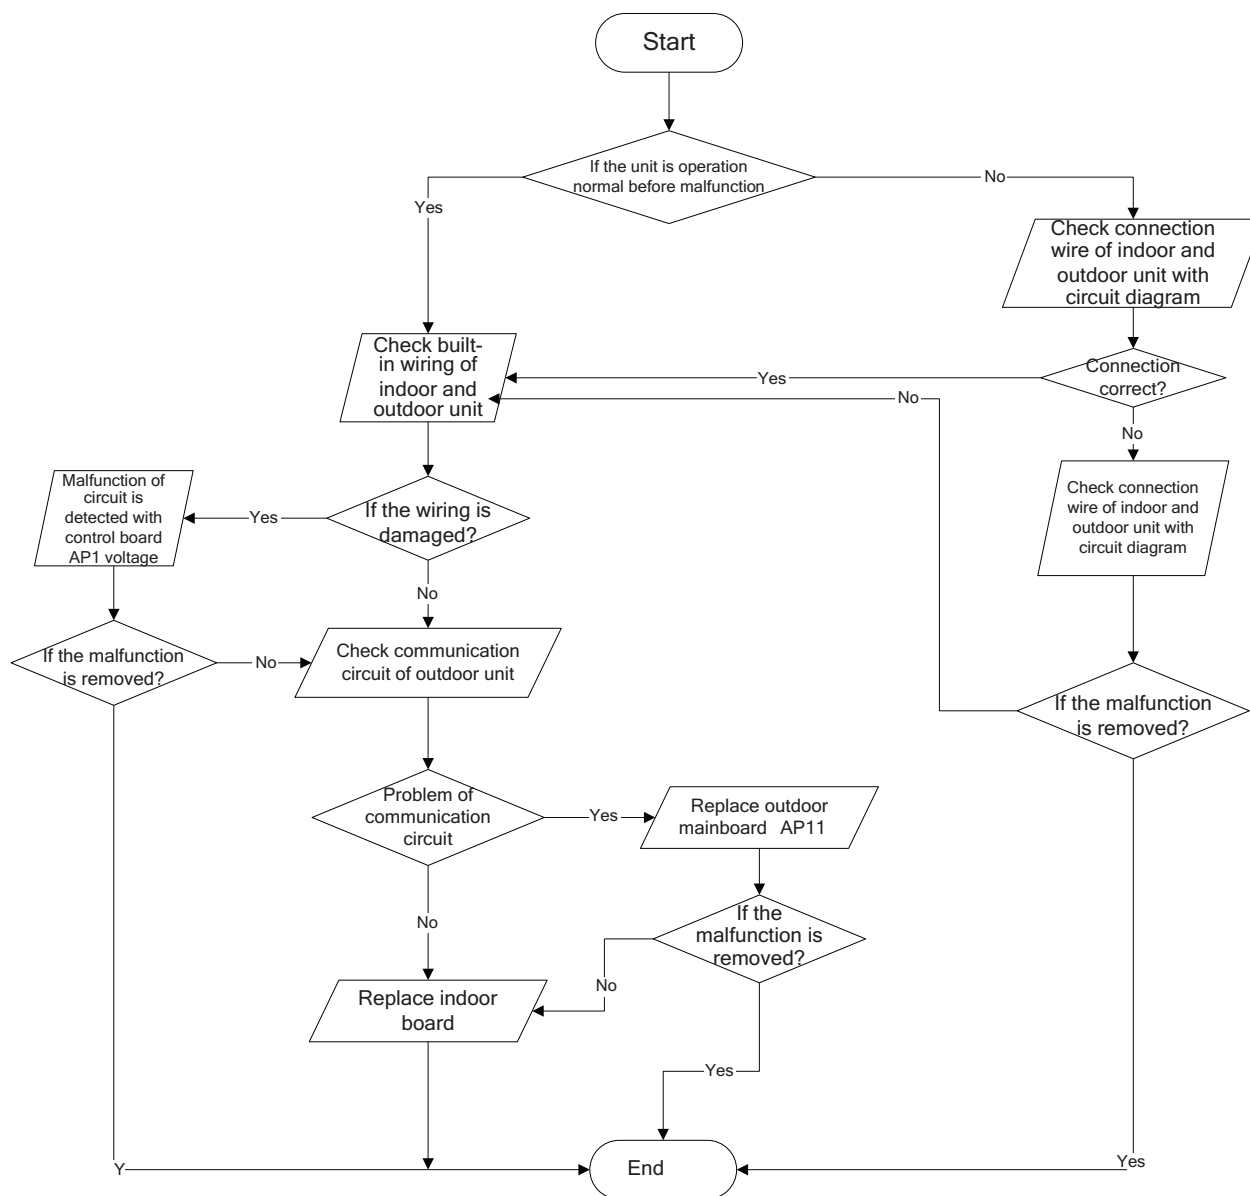 Start
If the unit is operation
normal before malfunction
No
Yes
Check connection
wire of indoor and
outdoor unit with
circuit diagram
Check built-
in wiring of
indoor and
outdoor unit
Yes
Connection
correct?
No
No
Malfunction of
circuit is
detected with
control board
AP1 voltage
Yes
If the wiring is
damaged?
Check connection
wire of indoor and
outdoor unit with
circuit diagram
No
If the malfunction
is removed?
No
Check communication
circuit of outdoor unit
If the malfunction
is removed?
Problem of
communication
circuit
Yes
Replace outdoor
mainboard AP11
No
If the
malfunction is
removed?
No
Replace indoor
board
Yes
Y
End
Yes